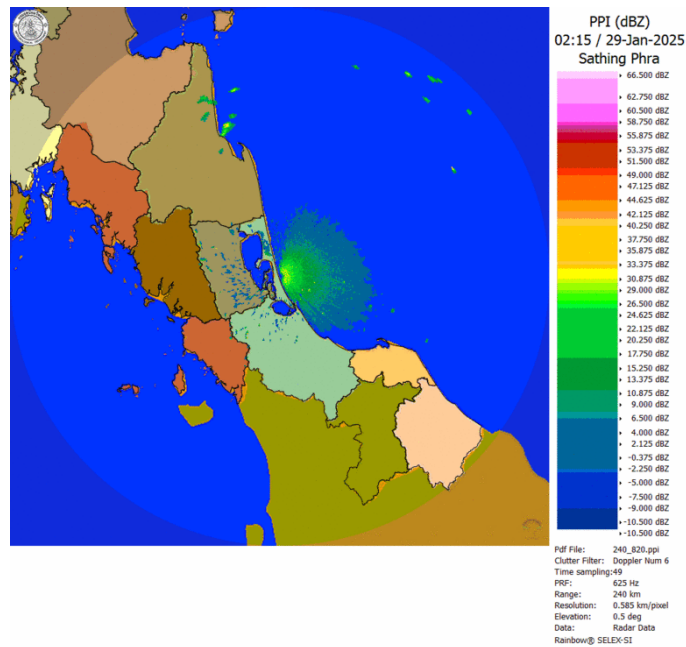 PPI (dBZ)
02:15 / 29-Jan-2025
Sathing Phra
66.500 dBZ
62.750 dBZ
60.500 dBZ
58.750 dBZ
55.875 dBZ
53.375 dBZ
51.500 dBZ
49.000 dBZ
47.125 dBZ
44.625 dBZ
42.125 dBZ
40.250 dBZ
37.750 dBZ
35.875 dBZ
33.375 dBZ
30.875 dBZ
29.000 dBZ
26.500 dBZ
24.625 dBZ
22.125 dBZ
20.250 dBZ
17.750 dBZ
15.250 dBZ
13.375 dBZ
10.875 dBZ
9.000 dBZ
6.500 dBZ
4.000 dBZ
2.125 dBZ
-0.375 dBZ
-2.250 dBZ
-5.000 dBZ
-7.500 dBZ
-9.000 dBZ
-10.500 dBZ
-10.500 dBZ
Pdf File: 240_820.ppi
Clutter Filter: Doppler Num 6
Time sampling:49
PRF: 625 Hz
Range: 240 km
Resolution: 0.585 km/pixel
Elevation: 0.5 deg
Data: Radar Data
Rainbow® SELEX-SI